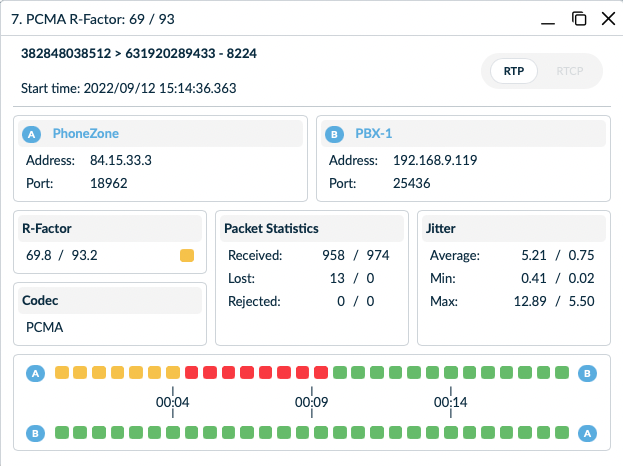 7. PCMA R-Factor: 69 / 93
382848038512 > 631920289433 - 8224
RTP RTCP
Start time: 2022/09/12 15:14:36.363
A PhoneZone
Address: 84.15.33.3
Port: 18962
B PBX-1
Address: 192.168.9.119
Port: 25436
R-Factor
69.8 / 93.2
Codec
PCMA
Packet Statistics
Received: 958 / 974
Lost: 13 / 0
Rejected: 0 / 0
Jitter
Average: 5.21 / 0.75
Min: 0.41 / 0.02
Max: 12.89 / 5.50
A B
00:04 00:09 00:14
B A